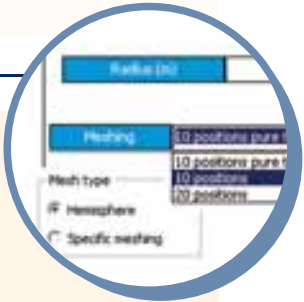 Radius (m)
Meshing 10 positions pure
10 positions pure
10 positions
20 positions
Mesh type
Hemisphere
Specific meshing